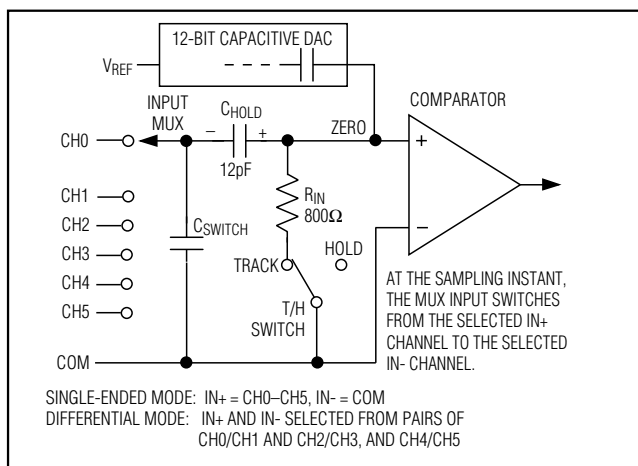 12-BIT CAPACITIVE DAC
VREF
COMPARATOR
INPUT
MUX
CHOLD
ZERO
CH0
− +
12pF
+
CH1
RIN
800Ω
CH2
CSWITCH
−
CH3
HOLD
TRACK
CH4
CH5
T/H
SWITCH
AT THE SAMPLING INSTANT,
THE MUX INPUT SWITCHES
FROM THE SELECTED IN+
CHANNEL TO THE SELECTED
IN- CHANNEL.
COM
SINGLE-ENDED MODE: IN+ = CH0–CH5, IN- = COM
DIFFERENTIAL MODE: IN+ AND IN- SELECTED FROM PAIRS OF
CH0/CH1 AND CH2/CH3, AND CH4/CH5